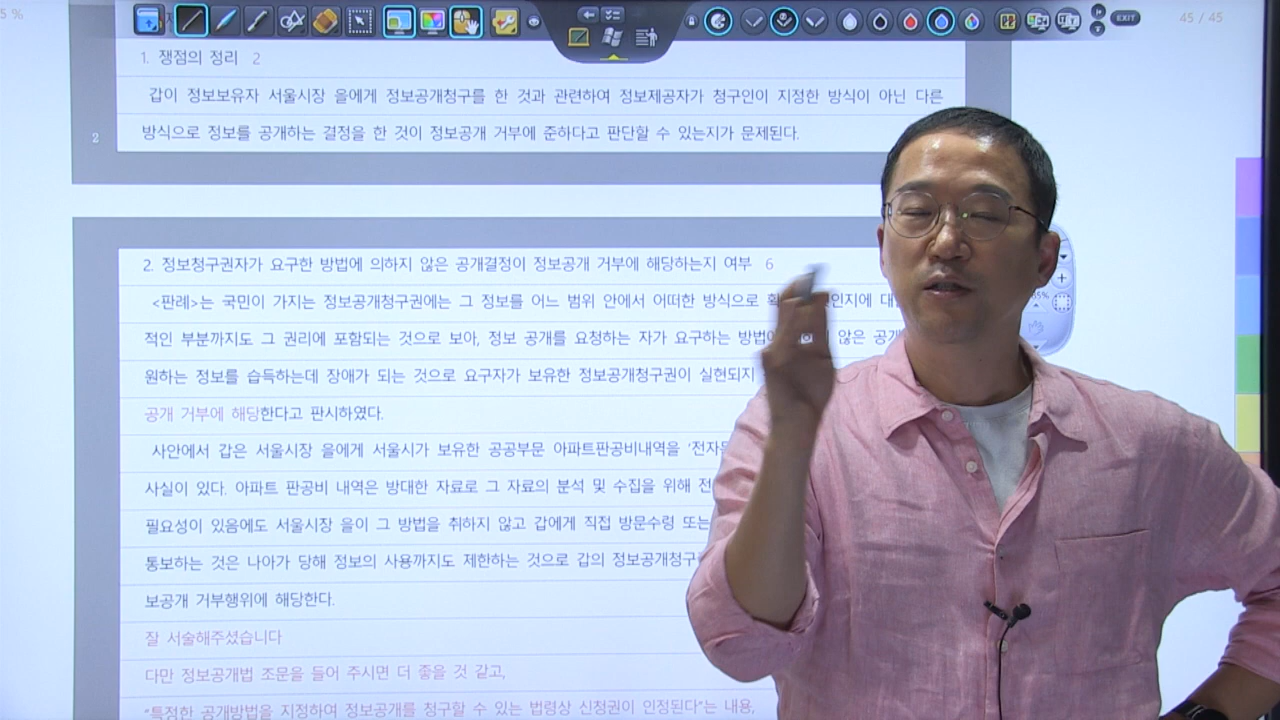 5 %
EXIT
45 / 45
1. 쟁점의 정리 2
갑이 정보보유자 서울시장 을에게 정보공개청구를 한 것과 관련하여 정보제공자가 청구인이 지정한 방식이 아닌 다른
방식으로 정보를 공개하는 결정을 한 것이 정보공개 거부에 준하다고 판단할 수 있는지가 문제된다.
2
2. 정보청구권자가 요구한 방법에 의하지 않은 공개결정이 정보공개 거부에 해당하는지 여부 6
<판례>는 국민이 가지는 정보공개청구권에는 그 정보를 어느 범위 안에서 어떠한 방식으로
적인 부분까지도 그 권리에 포함되는 것으로 보아, 정보 공개를 요청하는 자가 요구하는 않은
원하는 정보를 습득하는데 장애가 되는 것으로 요구자가 보유한 정보공개청구권이 실현되지
공개 거부에 해당한다고 판시하였다.
사안에서 갑은 서울시장 을에게 서울시가 보유한 공공부문 아파트판공비내역을
사실이 있다. 아파트 판공비 내역은 방대한 자료로 그 자료의 분석 및 수집을 위해
필요성이 있음에도 서울시장 을이 그 방법을 취하지 않고 갑에게 직접 방문수령 또는
통보하는 것은 나아가 당해 정보의 사용까지도 제한하는 것으로 갑의
보공개 거부행위에 해당한다.
잘 서술해주셨습니다
다만 정보공개법 조문을 들어 주시면 더 좋을 것 같고,
“특정한 공개방법을 지정하여 정보공개를 청구할 수 있는 법령상 신청권이 인정된다”는 내용,